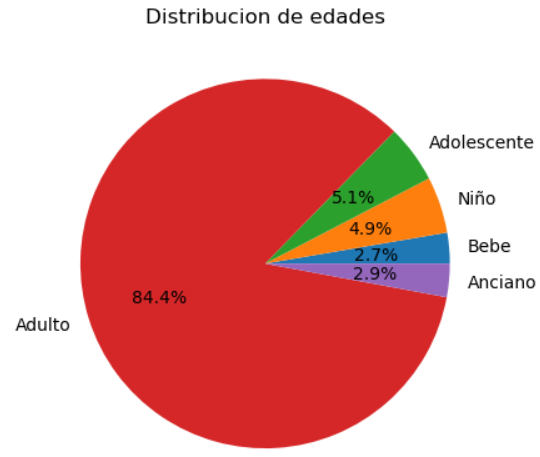 Distribucion de edades
Adolescente
5.1%
Niño
4.9%
Bebe
2.7%
2.9%
Anciano
84.4%
Adulto